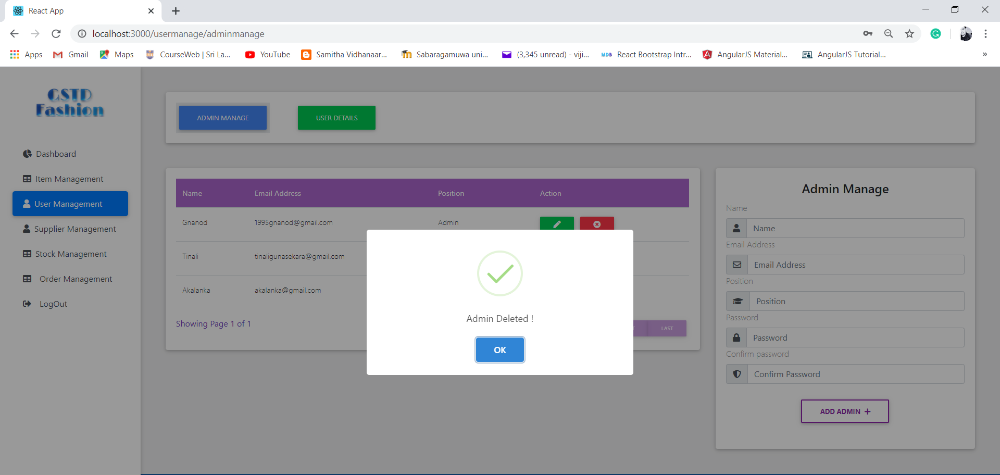 React App
localhost:3000/usermanage/adminmanage
Apps Gmail Maps CourseWeb | Sri La... YouTube Samitha Vidhanaar... Sabaragamuwa uni... (3,345 unread) - viji... MDB React Bootstrap Intr... AngularJS Material... AngularJS Tutorial... »
GSTD
Fashion
ADMIN MANAGE USER DETAILS
Dashboard
Item Management
User Management
Supplier Management
Stock Management
Order Management
LogOut
Name Email Address Position Action
Gnanod 1995gnanod@gmail.com Admin
Tinali tinaligunasekara@gmail.com
Akalanka akalanka@gmail.com
Showing Page 1 of 1
LAST
Admin Deleted !
OK
Admin Manage
Name
Name
Email Address
Email Address
Position
Position
Password
Password
Confirm password
Confirm Password
ADD ADMIN +